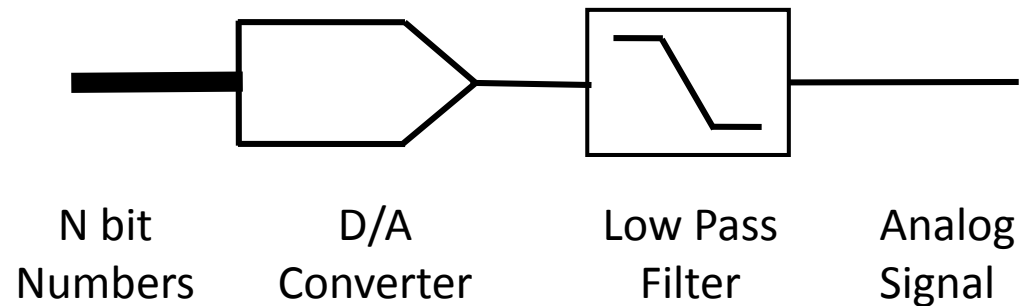 N bit
Numbers
D/A
Converter
Low Pass
Filter
Analog
Signal